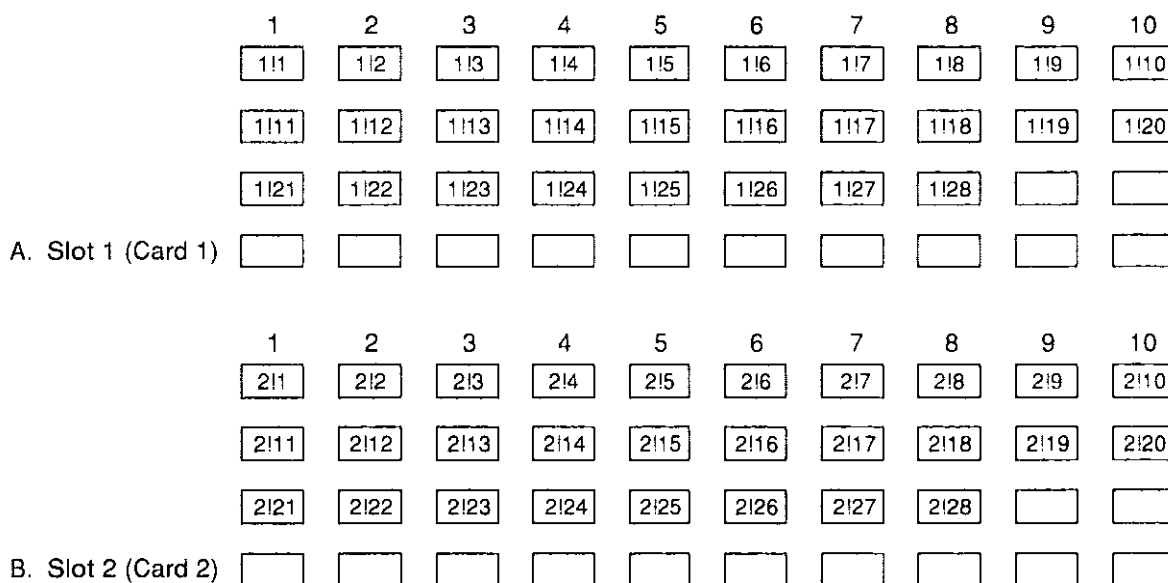 1 2 3 4 5 6 7 8 9 10
1!1 1!2 1!3 1!4 1!5 1!6 1!7 1!8 1!9 1!10
1!11 1!12 1!13 1!14 1!15 1!16 1!17 1!18 1!19 1!20
1!21 1!22 1!23 1!24 1!25 1!26 1!27 1!28
A. Slot 1 (Card 1)
1 2 3 4 5 6 7 8 9 10
2!1 2!2 2!3 2!4 2!5 2!6 2!7 2!8 2!9 2!10
2!11 2!12 2!13 2!14 2!15 2!16 2!17 2!18 2!19 2!20
2!21 2!22 2!23 2!24 2!25 2!26 2!27 2!28
B. Slot 2 (Card 2)